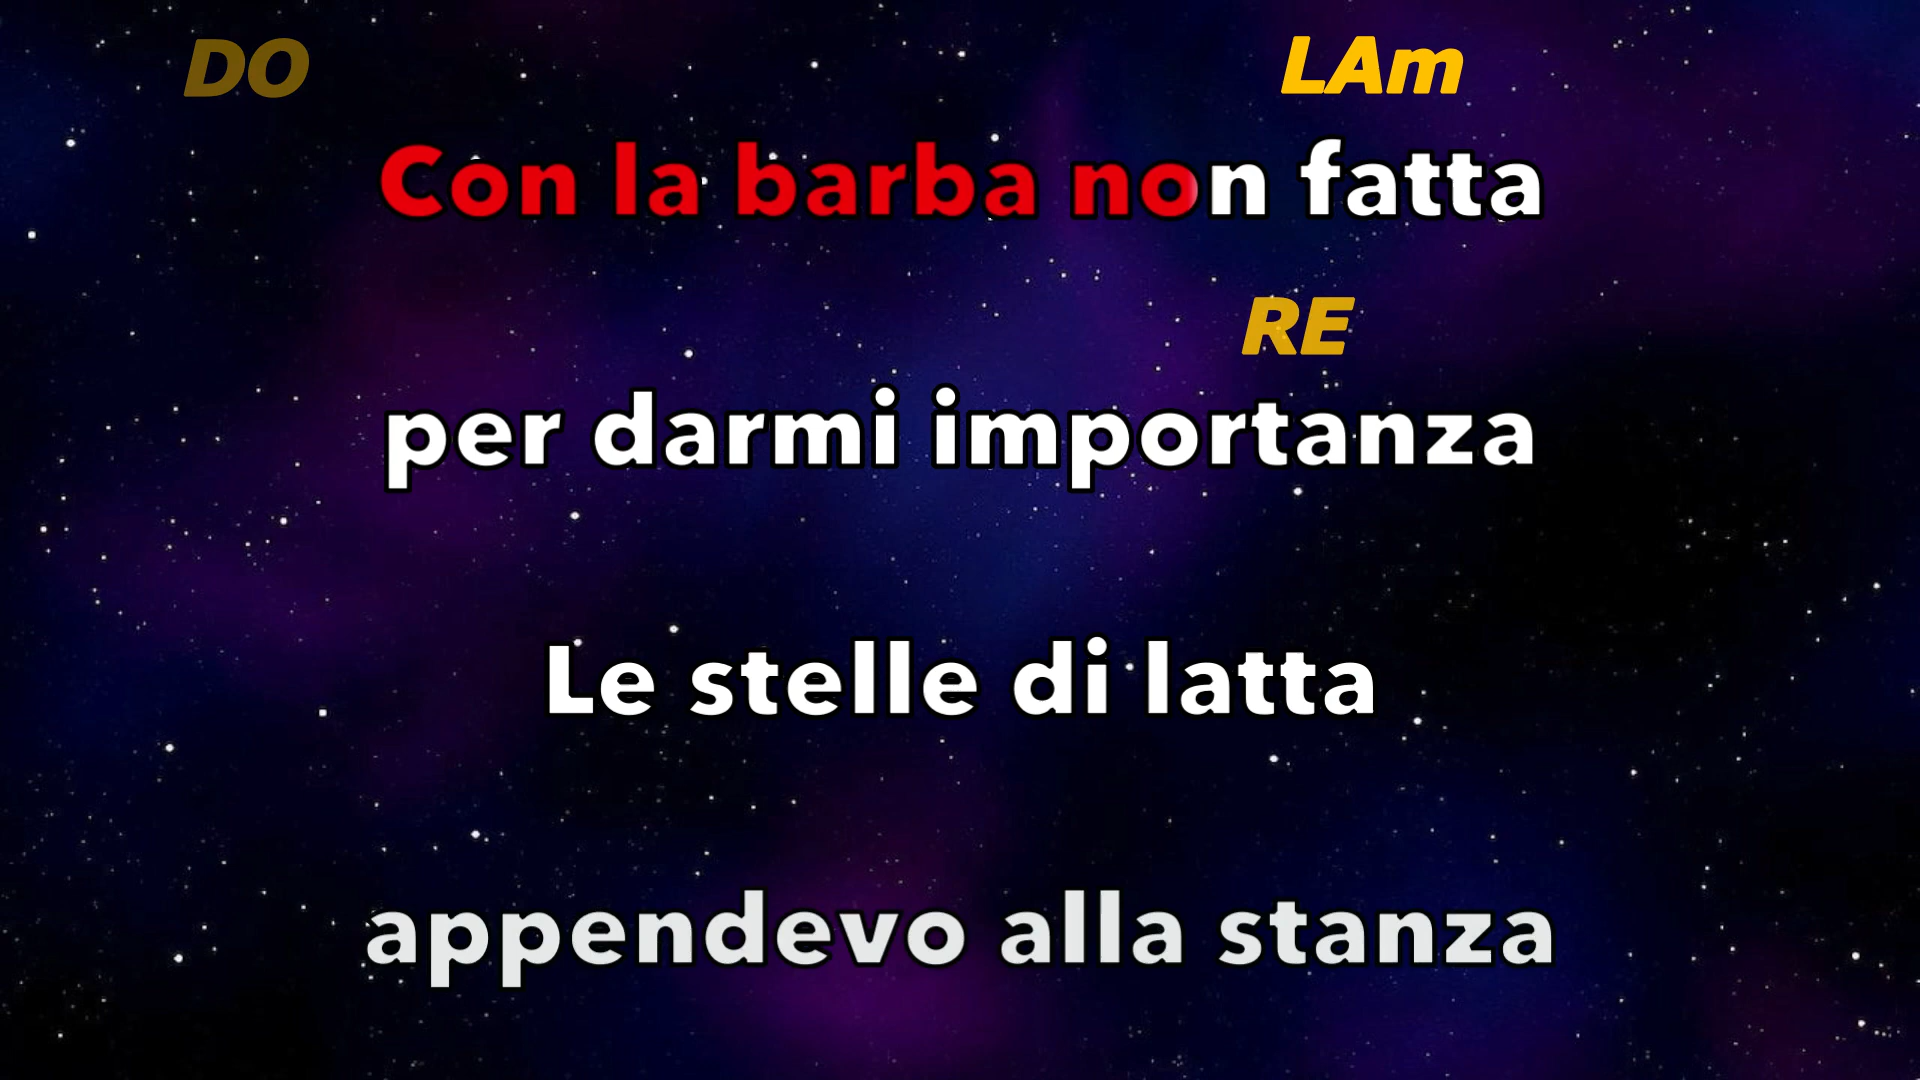 DO LAm
Con la barba non fatta
RE
per darmi importanza
Le stelle di latta
appendevo alla stanza